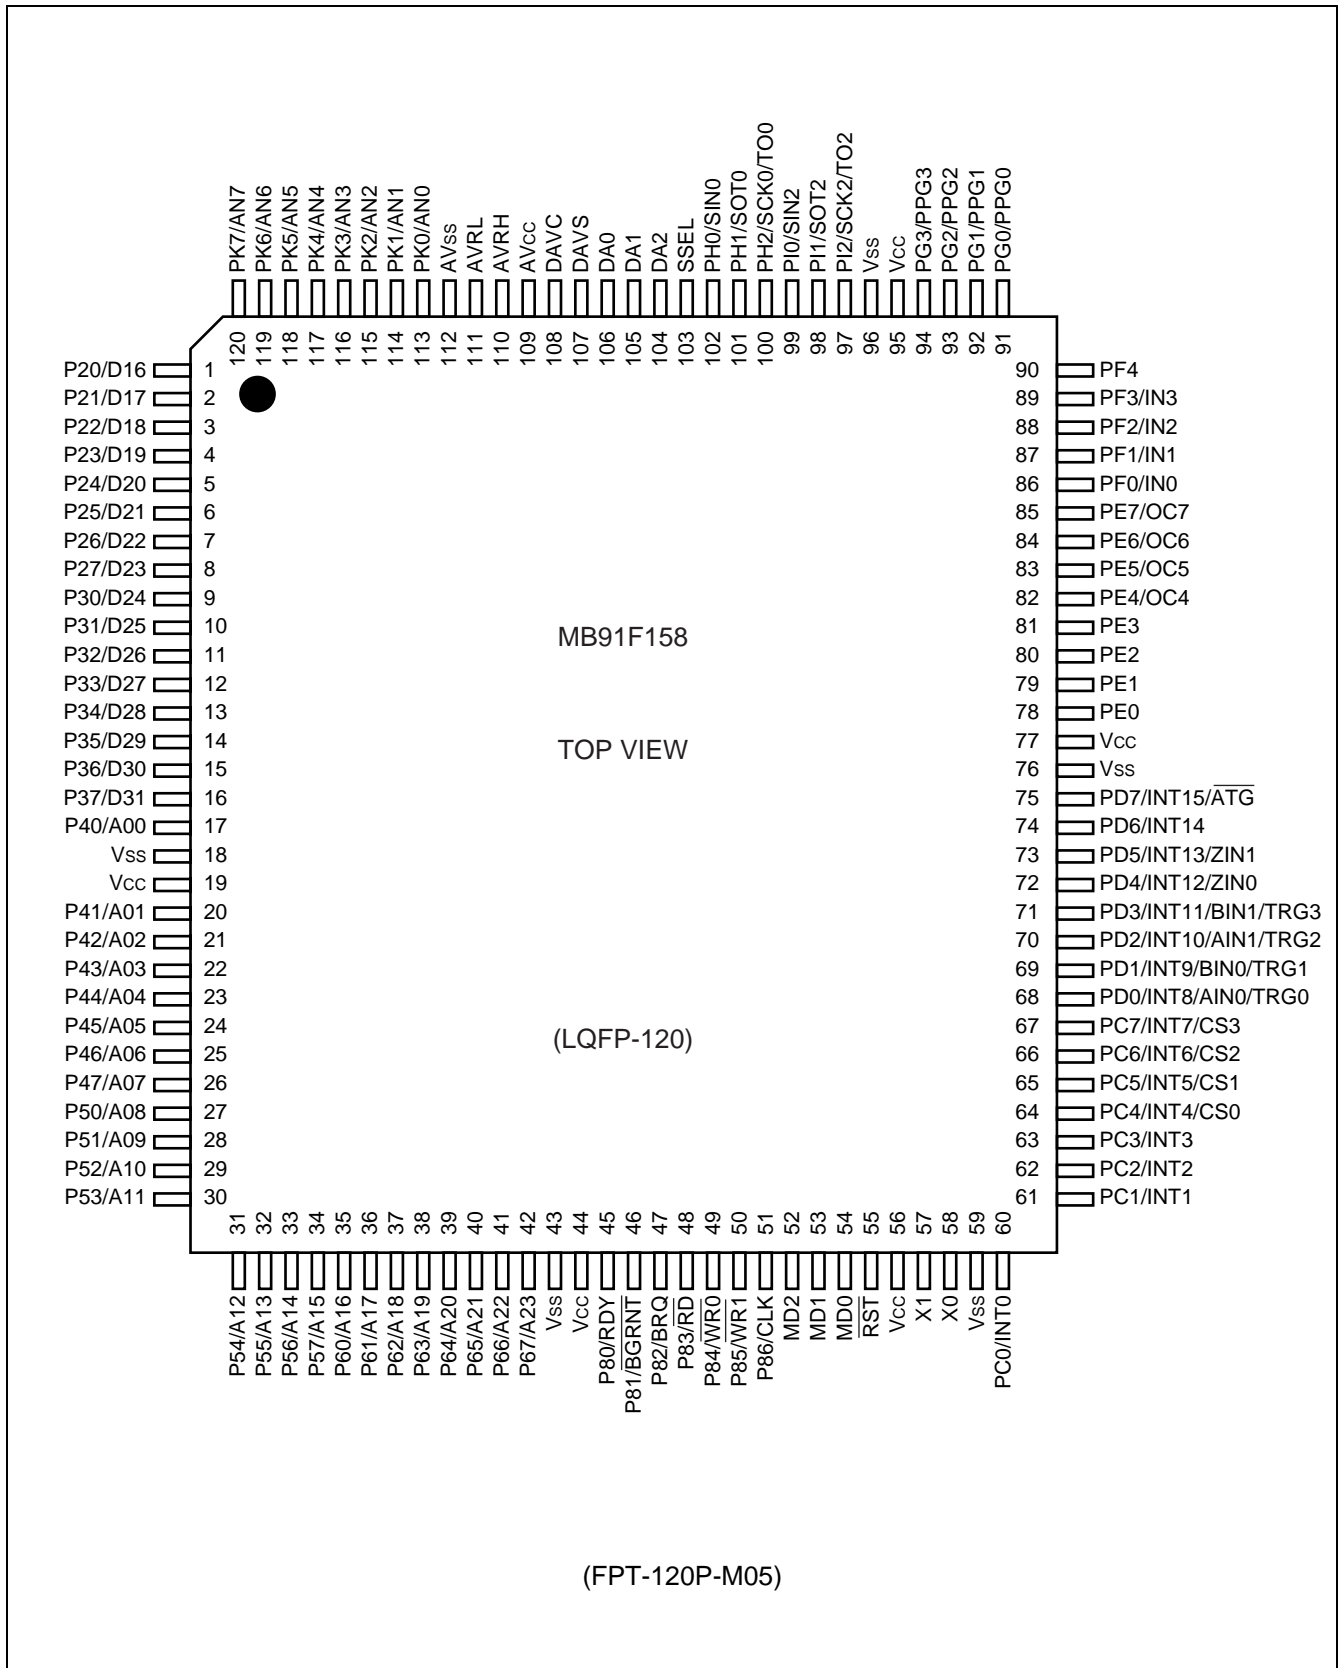 PK7/AN7
PK6/AN6
PK5/AN5
PK4/AN4
PK3/AN3
PK2/AN2
PK1/AN1
PK0/AN0
AVss
AVRL
AVRH
AVcc
DAVC
DAVS
DA0
DA1
DA2
SSEL
PH0/SIN0
PH1/SOT0
PH2/SCK0/TO0
PI0/SIN2
PI1/SOT2
PI2/SCK2/TO2
Vss
Vcc
PG3/PPG3
PG2/PPG2
PG1/PPG1
PG0/PPG0
120
119
118
117
116
115
114
113
112
111
110
109
108
107
106
105
104
103
102
101
100
99
98
97
96
95
94
93
92
91
P20/D16 1
P21/D17 2
P22/D18 3
P23/D19 4
P24/D20 5
P25/D21 6
P26/D22 7
P27/D23 8
P30/D24 9
P31/D25 10
P32/D26 11
P33/D27 12
P34/D28 13
P35/D29 14
P36/D30 15
P37/D31 16
P40/A00 17
Vss 18
Vcc 19
P41/A01 20
P42/A02 21
P43/A03 22
P44/A04 23
P45/A05 24
P46/A06 25
P47/A07 26
P50/A08 27
P51/A09 28
P52/A10 29
P53/A11 30
MB91F158
TOP VIEW
(LQFP-120)
90 PF4
89 PF3/IN3
88 PF2/IN2
87 PF1/IN1
86 PF0/IN0
85 PE7/OC7
84 PE6/OC6
83 PE5/OC5
82 PE4/OC4
81 PE3
80 PE2
79 PE1
78 PE0
77 Vcc
76 Vss
75 PD7/INT15/ATG
74 PD6/INT14
73 PD5/INT13/ZIN1
72 PD4/INT12/ZIN0
71 PD3/INT11/BIN1/TRG3
70 PD2/INT10/AIN1/TRG2
69 PD1/INT9/BIN0/TRG1
68 PD0/INT8/AIN0/TRG0
67 PC7/INT7/CS3
66 PC6/INT6/CS2
65 PC5/INT5/CS1
64 PC4/INT4/CS0
63 PC3/INT3
62 PC2/INT2
61 PC1/INT1
31
32
33
34
35
36
37
38
39
40
41
42
43
44
45
46
47
48
49
50
51
52
53
54
55
56
57
58
59
60
P54/A12
P55/A13
P56/A14
P57/A15
P60/A16
P61/A17
P62/A18
P63/A19
P64/A20
P65/A21
P66/A22
P67/A23
Vss
Vcc
P80/RDY
P81/BGRNT
P82/BRQ
P83/RD
P84/WR0
P85/WR1
P86/CLK
MD2
MD1
MD0
RST
Vcc
X1
X0
Vss
PC0/INT0
(FPT-120P-M05)